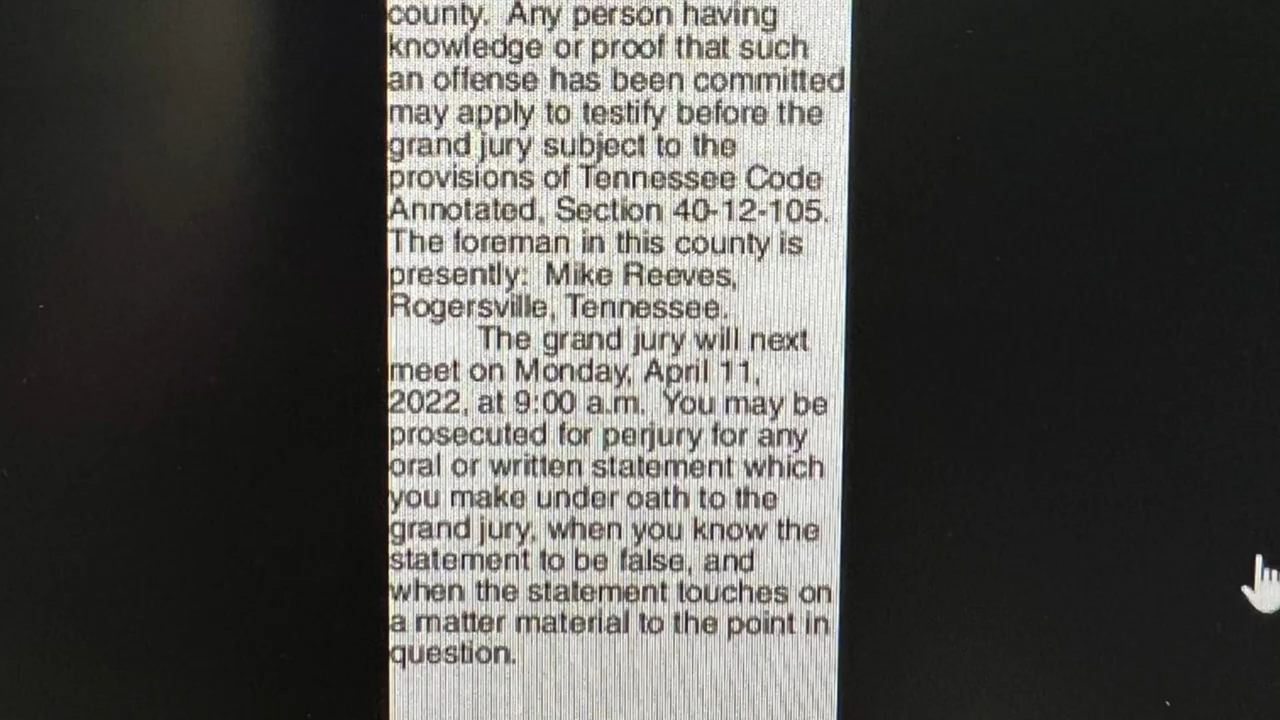 county. Any person having
knowledge or proof that such
an offense has been committed
may apply to testify before the
grand jury subject to the
provisions of Tennessee Code
Annotated, Section 40-12-105.
The foreman in this county is
presently: Mike Reeves,
Rogersville, Tennessee.
The grand jury will next
meet on Monday, April 11,
2022, at 9:00 a.m. You may be
prosecuted for perjury for any
oral or written statement which
you make under oath to the
grand jury, when you know the
statement to be false, and
when the statement touches on
a matter material to the point in
question.